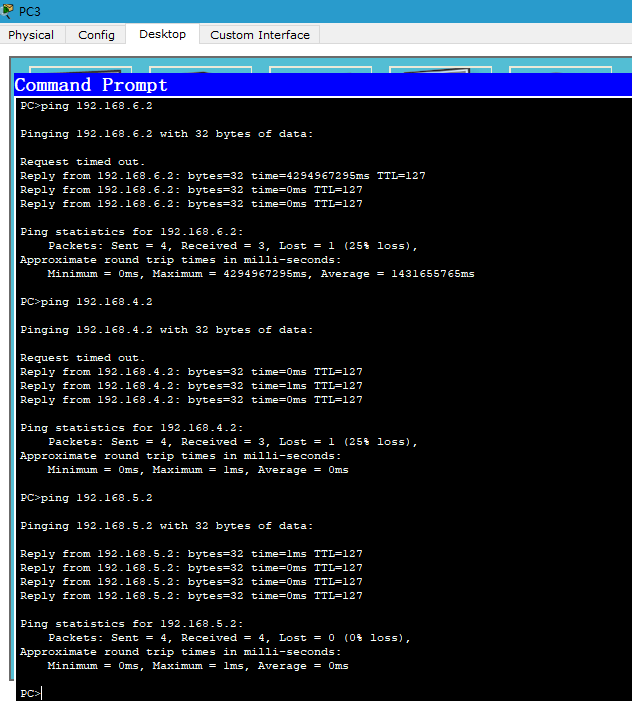 PC3
Physical Config Desktop Custom Interface
Command Prompt
PC>ping 192.168.6.2
Pinging 192.168.6.2 with 32 bytes of data:
Request timed out.
Reply from 192.168.6.2: bytes=32 time=4294967295ms TTL=127
Reply from 192.168.6.2: bytes=32 time=0ms TTL=127
Reply from 192.168.6.2: bytes=32 time=0ms TTL=127
Ping statistics for 192.168.6.2:
Packets: Sent = 4, Received = 3, Lost = 1 (25% loss),
Approximate round trip times in milli-seconds:
Minimum = 0ms, Maximum = 4294967295ms, Average = 1431655765ms
PC>ping 192.168.4.2
Pinging 192.168.4.2 with 32 bytes of data:
Request timed out.
Reply from 192.168.4.2: bytes=32 time=0ms TTL=127
Reply from 192.168.4.2: bytes=32 time=1ms TTL=127
Reply from 192.168.4.2: bytes=32 time=0ms TTL=127
Ping statistics for 192.168.4.2:
Packets: Sent = 4, Received = 3, Lost = 1 (25% loss),
Approximate round trip times in milli-seconds:
Minimum = 0ms, Maximum = 1ms, Average = 0ms
PC>ping 192.168.5.2
Pinging 192.168.5.2 with 32 bytes of data:
Reply from 192.168.5.2: bytes=32 time=1ms TTL=127
Reply from 192.168.5.2: bytes=32 time=0ms TTL=127
Reply from 192.168.5.2: bytes=32 time=0ms TTL=127
Reply from 192.168.5.2: bytes=32 time=0ms TTL=127
Ping statistics for 192.168.5.2:
Packets: Sent = 4, Received = 4, Lost = 0 (0% loss),
Approximate round trip times in milli-seconds:
Minimum = 0ms, Maximum = 1ms, Average = 0ms
PC>